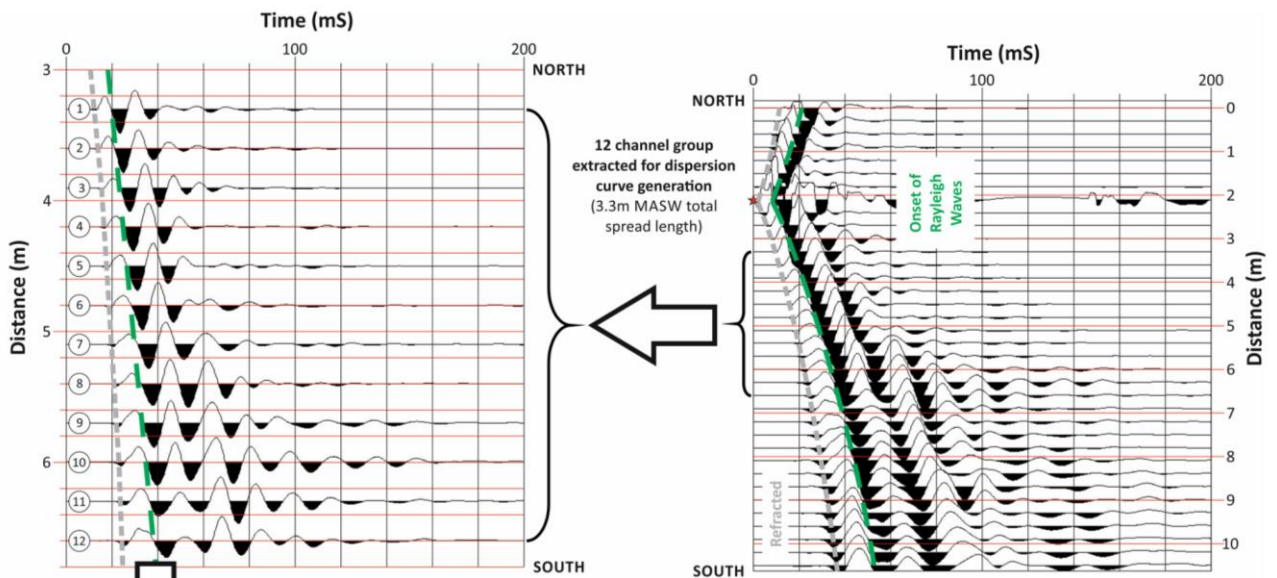 Time (mS)
0 100 200
3
NORTH
1
2
3
4
4
5
5
6
7
8
9
6
10
11
12
SOUTH
Distance (m)
12 channel group
extracted for dispersion
curve generation
(3.3m MASW total
spread length)
Time (mS)
0 100 200
NORTH
0
1
2
3
4
5
6
7
8
9
10
SOUTH
Onset of
Rayleigh
Waves
Refracted
Distance (m)